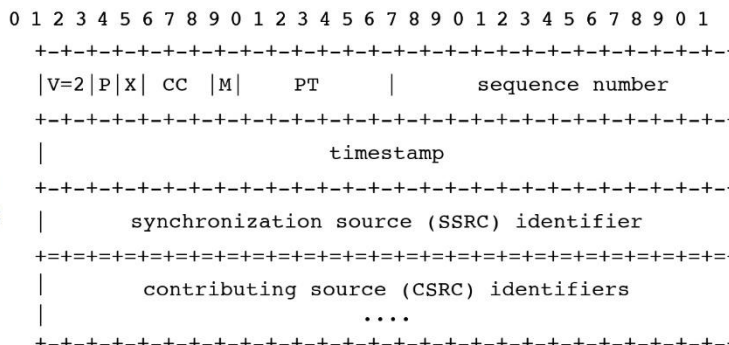 0 1 2 3 4 5 6 7 8 9 0 1 2 3 4 5 6 7 8 9 0 1 2 3 4 5 6 7 8 9 0 1
+-+-+-+-+-+-+-+-+-+-+-+-+-+-+-+-+-+-+-+-+-+-+-+-+-+-+-+-+-+-+-
|V=2|P|X| CC |M| PT | sequence number
+-+-+-+-+-+-+-+-+-+-+-+-+-+-+-+-+-+-+-+-+-+-+-+-+-+-+-+-+-+-+-
| timestamp
+-+-+-+-+-+-+-+-+-+-+-+-+-+-+-+-+-+-+-+-+-+-+-+-+-+-+-+-+-+-+-
| synchronization source (SSRC) identifier
+=+=+=+=+=+=+=+=+=+=+=+=+=+=+=+=+=+=+=+=+=+=+=+=+=+=+=+=+=+=+=
| contributing source (CSRC) identifiers
| ....
+-+-+-+-+-+-+-+-+-+-+-+-+-+-+-+-+-+-+-+-+-+-+-+-+-+-+-+-+-+-+-